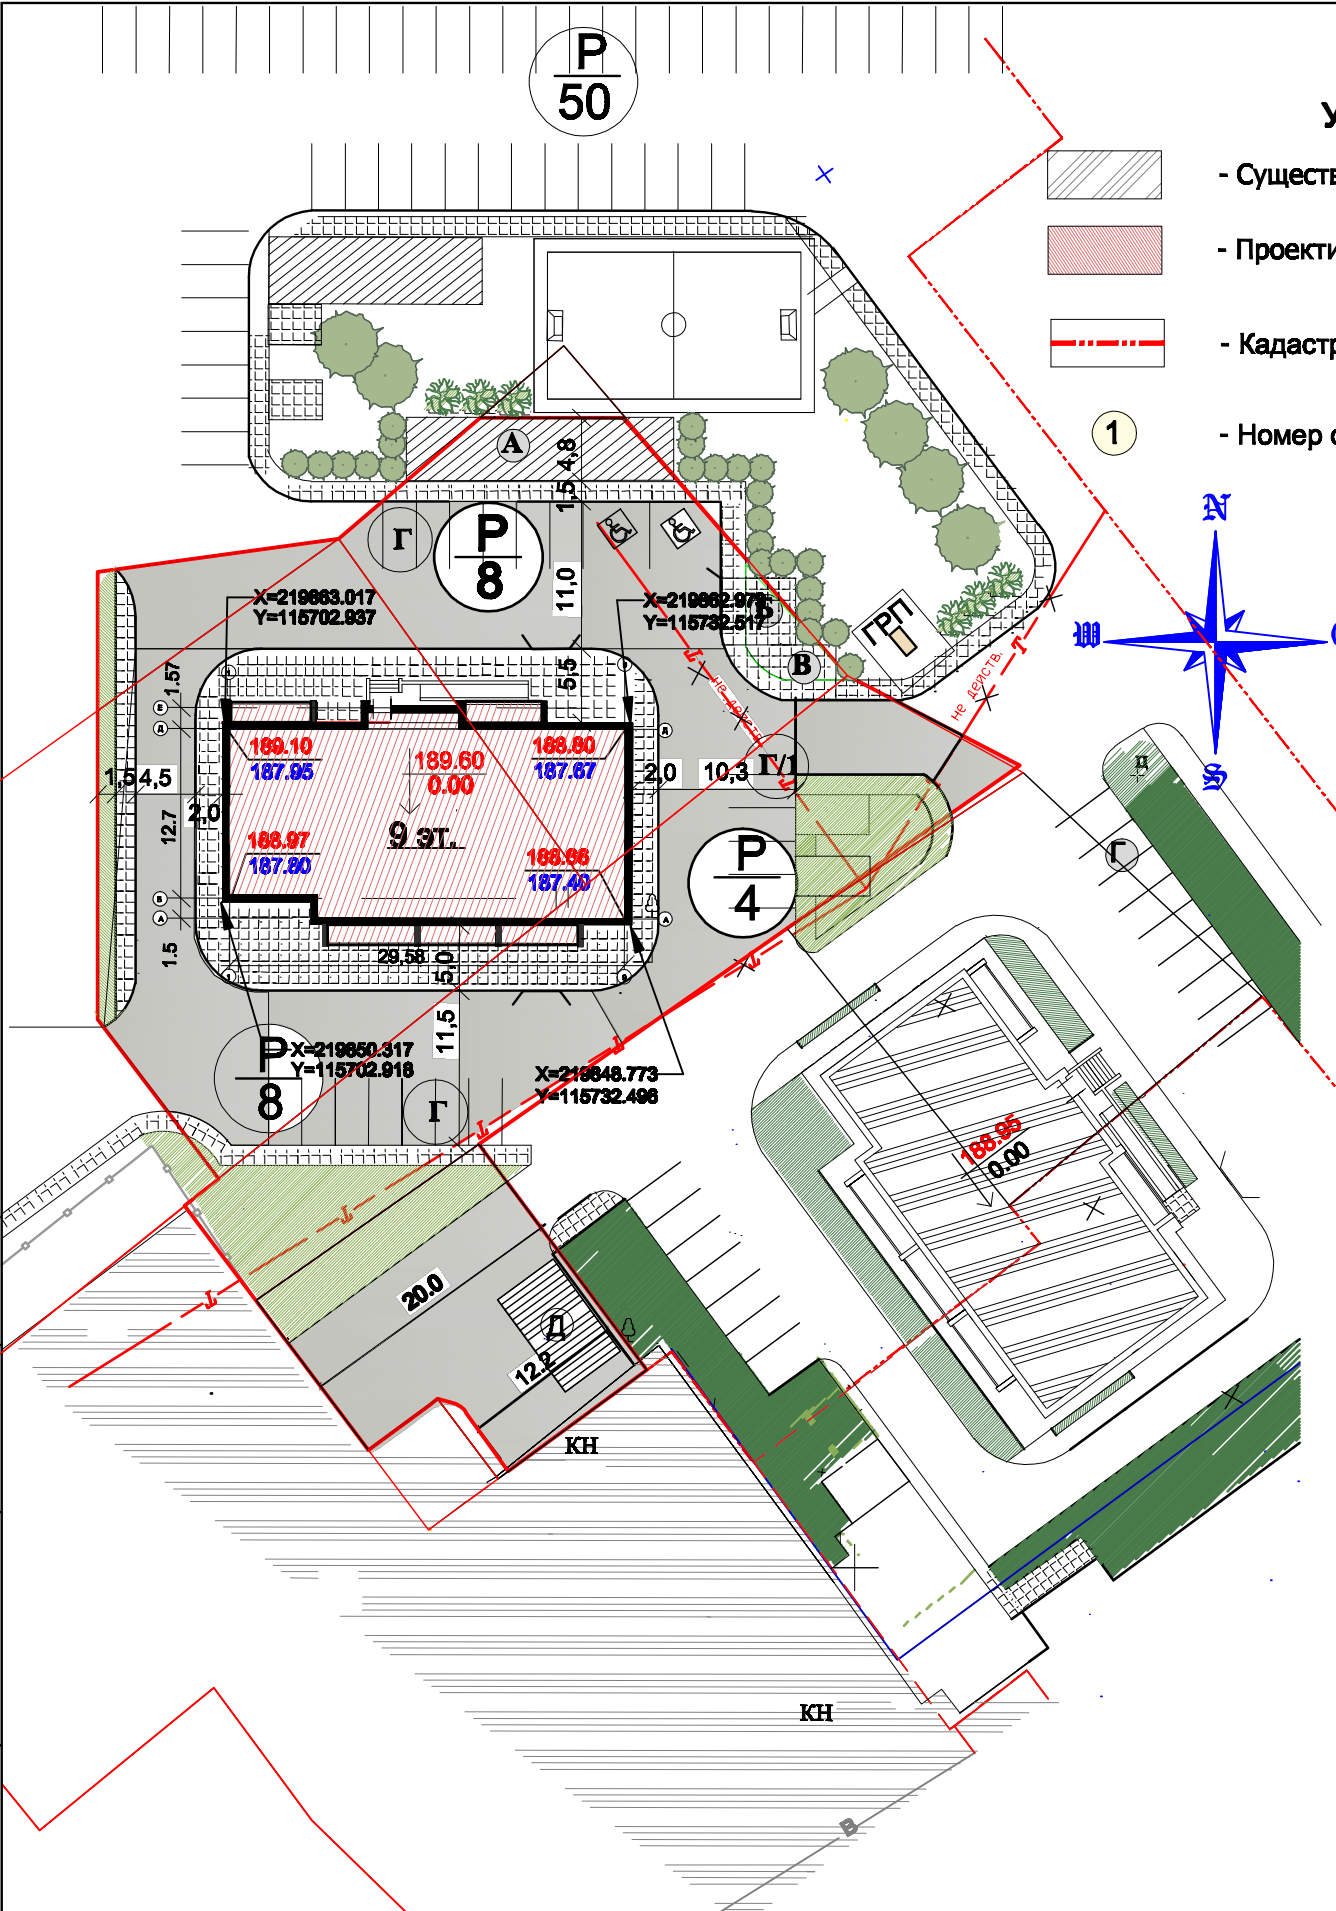 Р
50
У
- Существ
- Проекти
- Кадастр
1
- Номер
А
4,8
1,5
Г
Р
8
11,0
X=219863.017
Y=115702.937
Y=115732.517
Б
ГРП
В
N
Ш
S
Т
Т
не действ.
не действ.
5,5
1.57
Е
Д
Д
189.10
187.95
189.60
0.00
188.80
187.67
1,5
4,5
2,0
2,0
10,3
Г/1
Т
Ц
12.7
9 эт.
188.97
187.80
188.66
187.40
Р
4
Г
Б
А
А
1.5
29,58
5,0
Т
11,5
Р
8
X=219850.317
Y=115702.918
Г
X=219848.773
Y=115732.498
Т
Т
188.95
0.00
Т
Т
20.0
Д
12.2
КН
КН
В